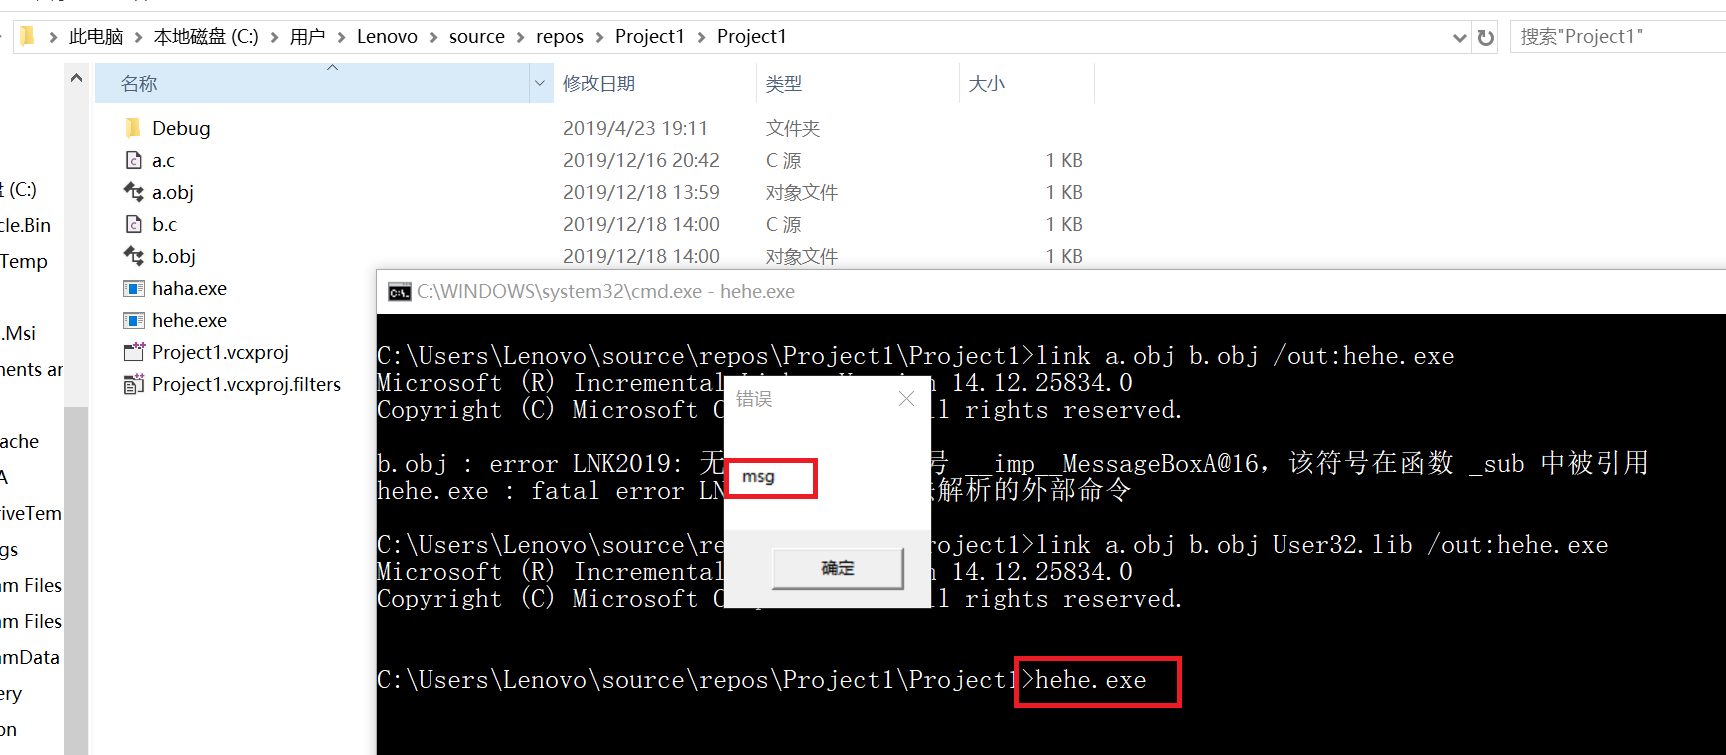 此电脑 > 本地磁盘 (C:) > 用户 > Lenovo > source > repos > Project1 > Project1
搜索"Project1"
名称 修改日期 类型 大小
Debug 2019/4/23 19:11 文件夹
a.c 2019/12/16 20:42 C 源 1 KB
a.obj 2019/12/18 13:59 对象文件 1 KB
b.c 2019/12/18 14:00 C 源 1 KB
b.obj 2019/12/18 14:00 对象文件 1 KB
haha.exe
hehe.exe
Project1.vcxproj
Project1.vcxproj.filters
(C:)
cle.Bin
Temp
.Msi
nents ar
ache
A
riveTem
gs
am Files
am Files
amData
ery
on
C:\WINDOWS\system32\cmd.exe - hehe.exe
C:\Users\Lenovo\source\repos\Project1\Project1>link a.obj b.obj /out:hehe.exe
Microsoft (R) Incremental 14.12.25834.0
Copyright (C) Microsoft C ll rights reserved.
b.obj : error LNK2019: 无 号 __imp__MessageBoxA@16，该符号在函数 _sub 中被引用
hehe.exe : fatal error LN 解析的外部命令
C:\Users\Lenovo\source\re roject1>link a.obj b.obj User32.lib /out:hehe.exe
Microsoft (R) Incremental 14.12.25834.0
Copyright (C) Microsoft C ll rights reserved.
C:\Users\Lenovo\source\repos\Project1\Project1>hehe.exe
错误
msg
确定